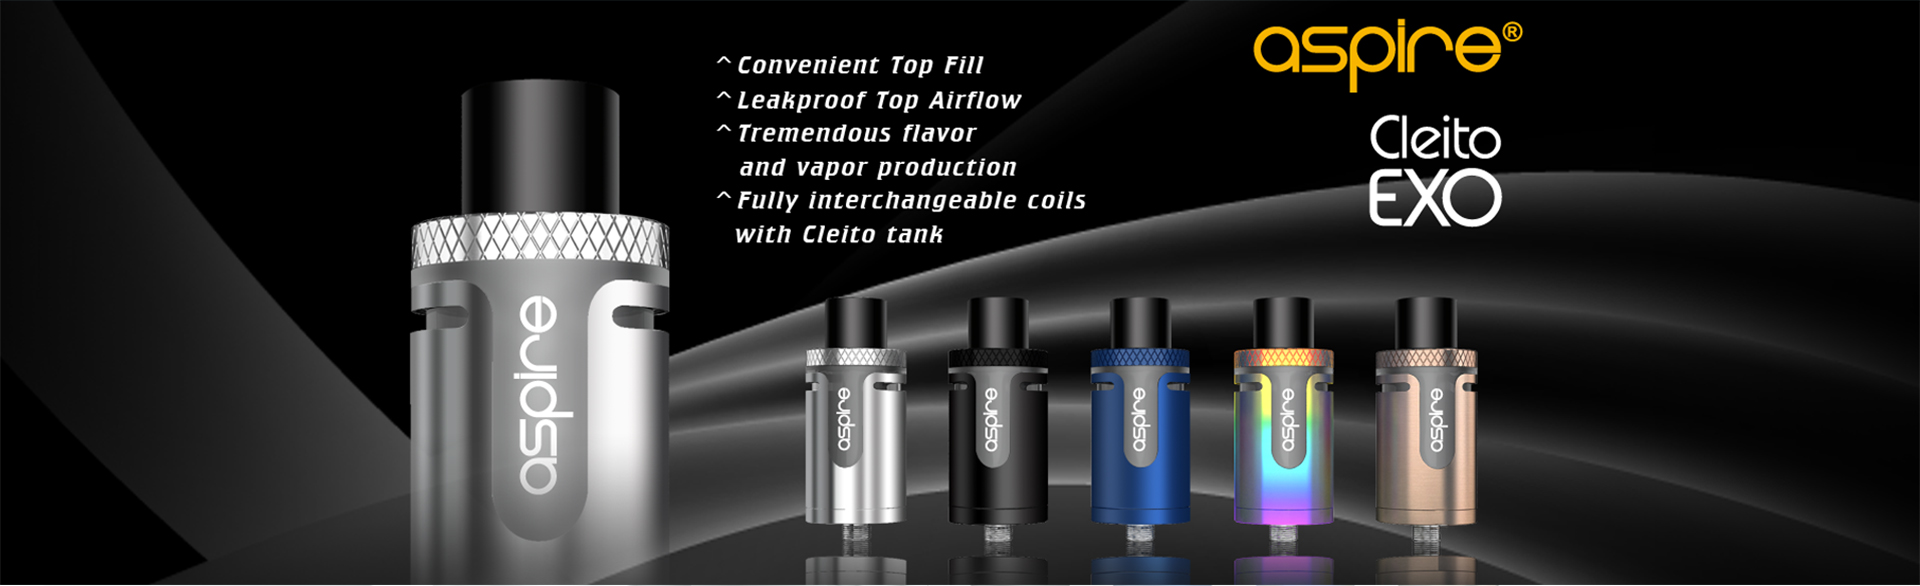 ^ Convenient Top Fill
^ Leakproof Top Airflow
^ Tremendous flavor
and vapor production
^ Fully interchangeable coils
with Cleito tank
aspire®
Cleito
EXO
aspire
aspire
aspire
aspire
aspire
aspire